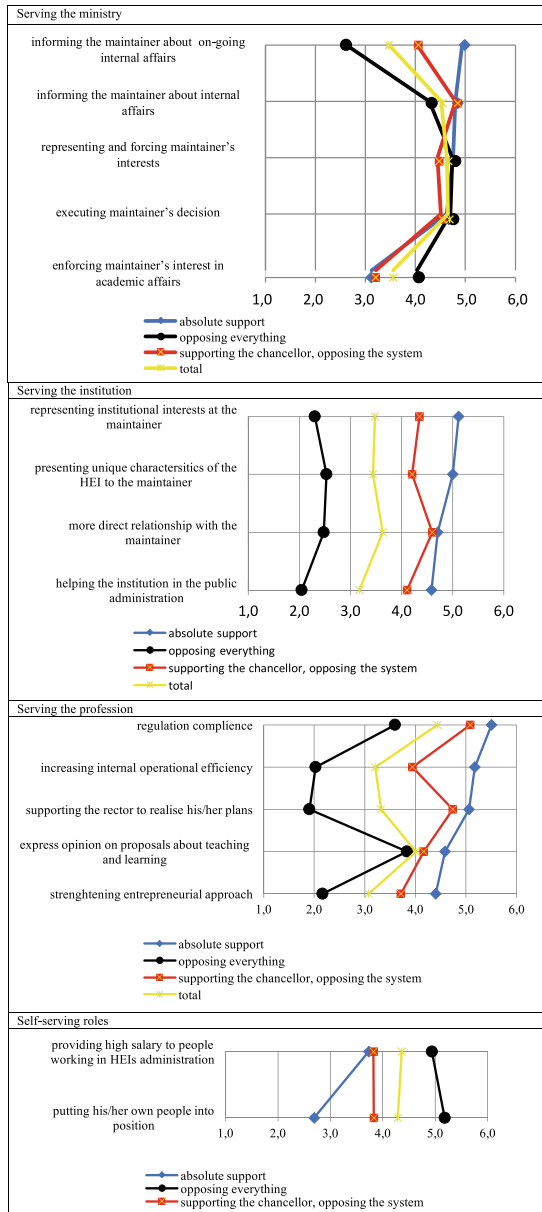 Serving the ministry
informing the maintainer about on-going
internal affairs
informing the maintainer about internal
affairs
representing and forcing maintainer's
interests
executing maintainer's decision
enforcing maintainer's interest in
academic affairs
1,0 2,0 3,0 4,0 5,0 6,0
absolute support
opposing everything
supporting the chancellor, opposing the system
total
Serving the institution
representing institutional interests at the
maintainer
presenting unique charactersitics of the
HEI to the maintainer
more direct relationship with the
maintainer
helping the institution in the public
administration
1,0 2,0 3,0 4,0 5,0 6,0
absolute support
opposing everything
supporting the chancellor, opposing the system
total
Serving the profession
regulation complience
increasing internal operational efficiency
supporting the rector to realise his/her plans
express opinion on proposals about teaching
and learning
strenghtening entrepreneurial approach
1,0 2,0 3,0 4,0 5,0 6,0
absolute support
opposing everything
supporting the chancellor, opposing the system
total
Self-serving roles
providing high salary to people
working in HEIs administration
putting his/her own people into
position
1,0 2,0 3,0 4,0 5,0 6,0
absolute support
opposing everything
supporting the chancellor, opposing the system